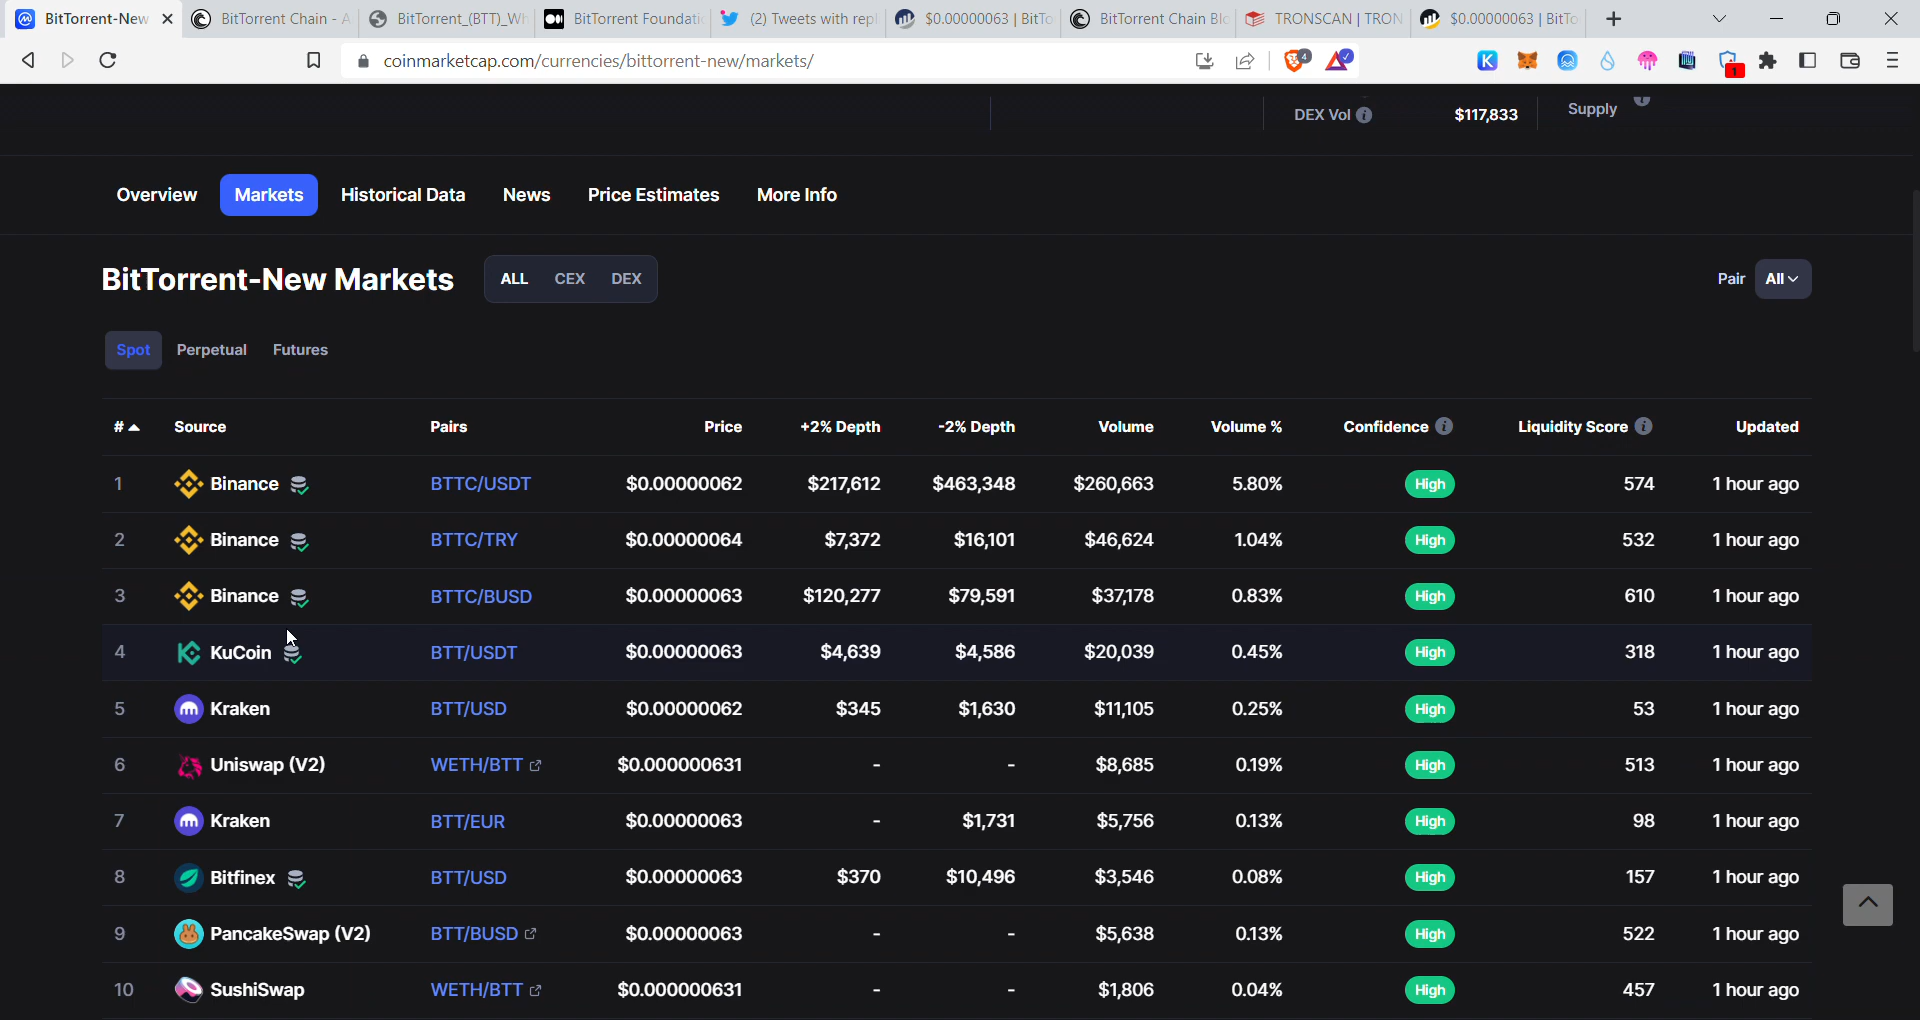 BitTorrent-New
BitTorrent Chain - A
BitTorrent_(BTT)_Wh
BitTorrent Foundatic
(2) Tweets with repl
$0.00000063 | BitTo
BitTorrent Chain Blo
TRONSCAN | TRON
$0.00000063 | BitTo
coinmarketcap.com/currencies/bittorrent-new/markets/
4
1
DEX Vol $117,833 Supply
Overview Markets Historical Data News Price Estimates More Info
BitTorrent-New Markets ALL CEX DEX Pair All
Spot Perpetual Futures
# Source Pairs Price +2% Depth -2% Depth Volume Volume % Confidence Liquidity Score Updated
1 Binance BTTC/USDT $0.00000062 $217,612 $463,348 $260,663 5.80% High 574 1 hour ago
2 Binance BTTC/TRY $0.00000064 $7,372 $16,101 $46,624 1.04% High 532 1 hour ago
3 Binance BTTC/BUSD $0.00000063 $120,277 $79,591 $37,178 0.83% High 610 1 hour ago
4 KuCoin BTT/USDT $0.00000063 $4,639 $4,586 $20,039 0.45% High 318 1 hour ago
5 Kraken BTT/USD $0.00000062 $345 $1,630 $11,105 0.25% High 53 1 hour ago
6 Uniswap (V2) WETH/BTT $0.000000631 - - $8,685 0.19% High 513 1 hour ago
7 Kraken BTT/EUR $0.00000063 - $1,731 $5,756 0.13% High 98 1 hour ago
8 Bitfinex BTT/USD $0.00000063 $370 $10,496 $3,546 0.08% High 157 1 hour ago
9 PancakeSwap (V2) BTT/BUSD $0.00000063 - - $5,638 0.13% High 522 1 hour ago
10 SushiSwap WETH/BTT $0.000000631 - - $1,806 0.04% High 457 1 hour ago